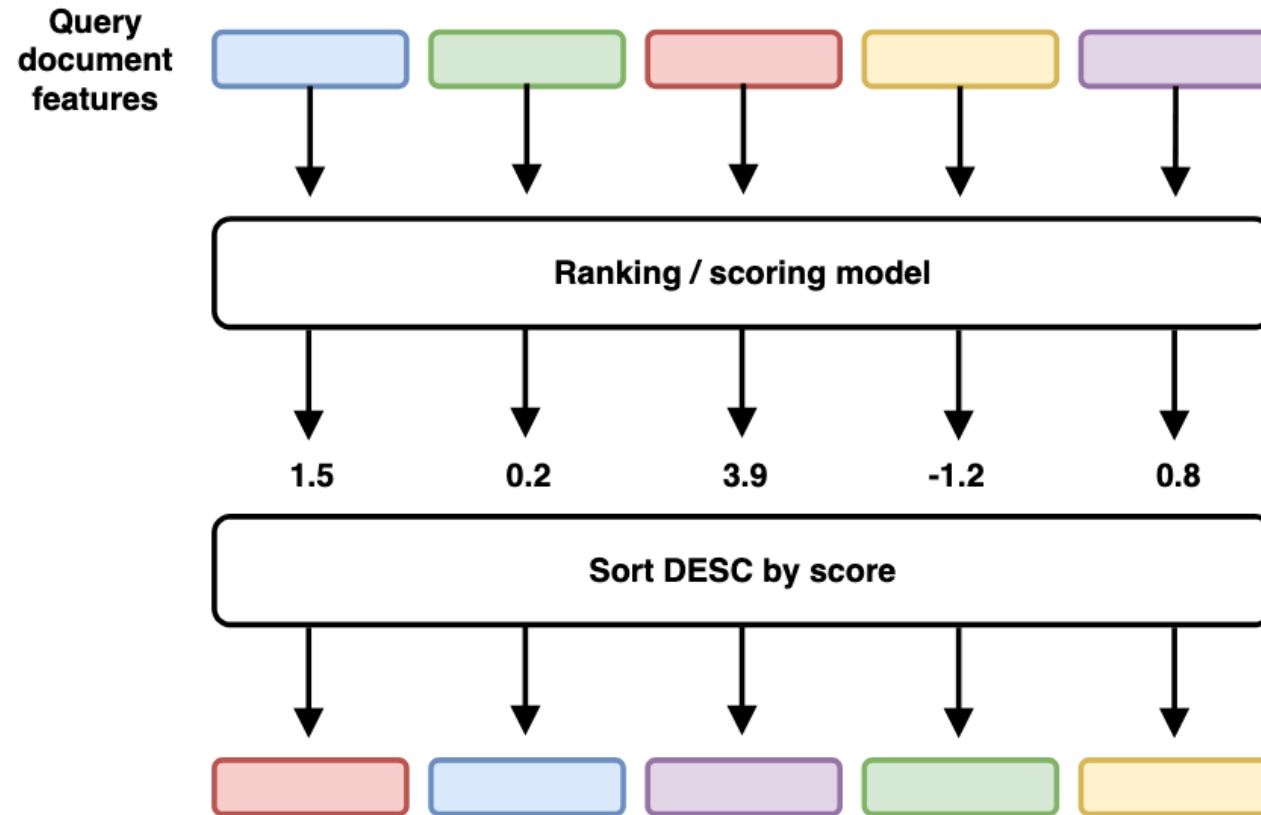 Query
document
features
Ranking / scoring model
1.5 0.2 3.9 -1.2 0.8
Sort DESC by score